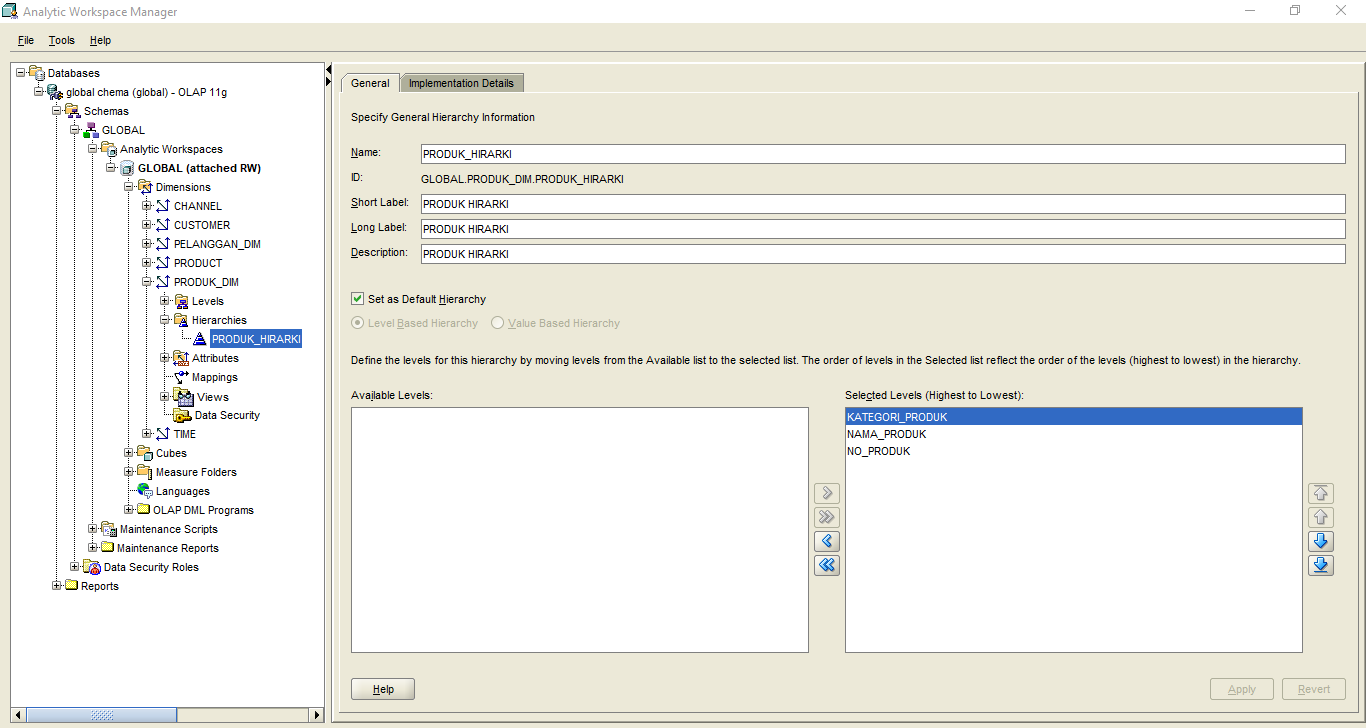 Analytic Workspace Manager
File Tools Help
Databases
global chema (global) - OLAP 11g
Schemas
GLOBAL
Analytic Workspaces
GLOBAL (attached RW)
Dimensions
CHANNEL
CUSTOMER
PELANGGAN_DIM
PRODUCT
PRODUK_DIM
Levels
Hierarchies
PRODUK_HIRARKI
Attributes
Mappings
Views
Data Security
TIME
Cubes
Measure Folders
Languages
OLAP DML Programs
Maintenance Scripts
Maintenance Reports
Data Security Roles
Reports
General Implementation Details
Specify General Hierarchy Information
Name: PRODUK_HIRARKI
ID: GLOBAL.PRODUK_DIM.PRODUK_HIRARKI
Short Label: PRODUK HIRARKI
Long Label: PRODUK HIRARKI
Description: PRODUK HIRARKI
Set as Default Hierarchy
Level Based Hierarchy Value Based Hierarchy
Define the levels for this hierarchy by moving levels from the Available list to the selected list. The order of levels in the Selected list reflect the order of the levels (highest to lowest) in the hierarchy.
Available Levels:
Selected Levels (Highest to Lowest):
KATEGORI_PRODUK
NAMA_PRODUK
NO_PRODUK
Help Apply Revert